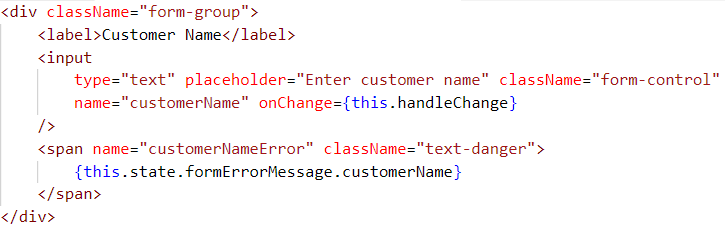 <div className="form-group">
    <label>Customer Name</label>
    <input
        type="text" placeholder="Enter customer name" className="form-control"
        name="customerName" onChange={this.handleChange}
    />
    <span name="customerNameError" className="text-danger">
        {this.state.formErrorMessage.customerName}
    </span>
</div>